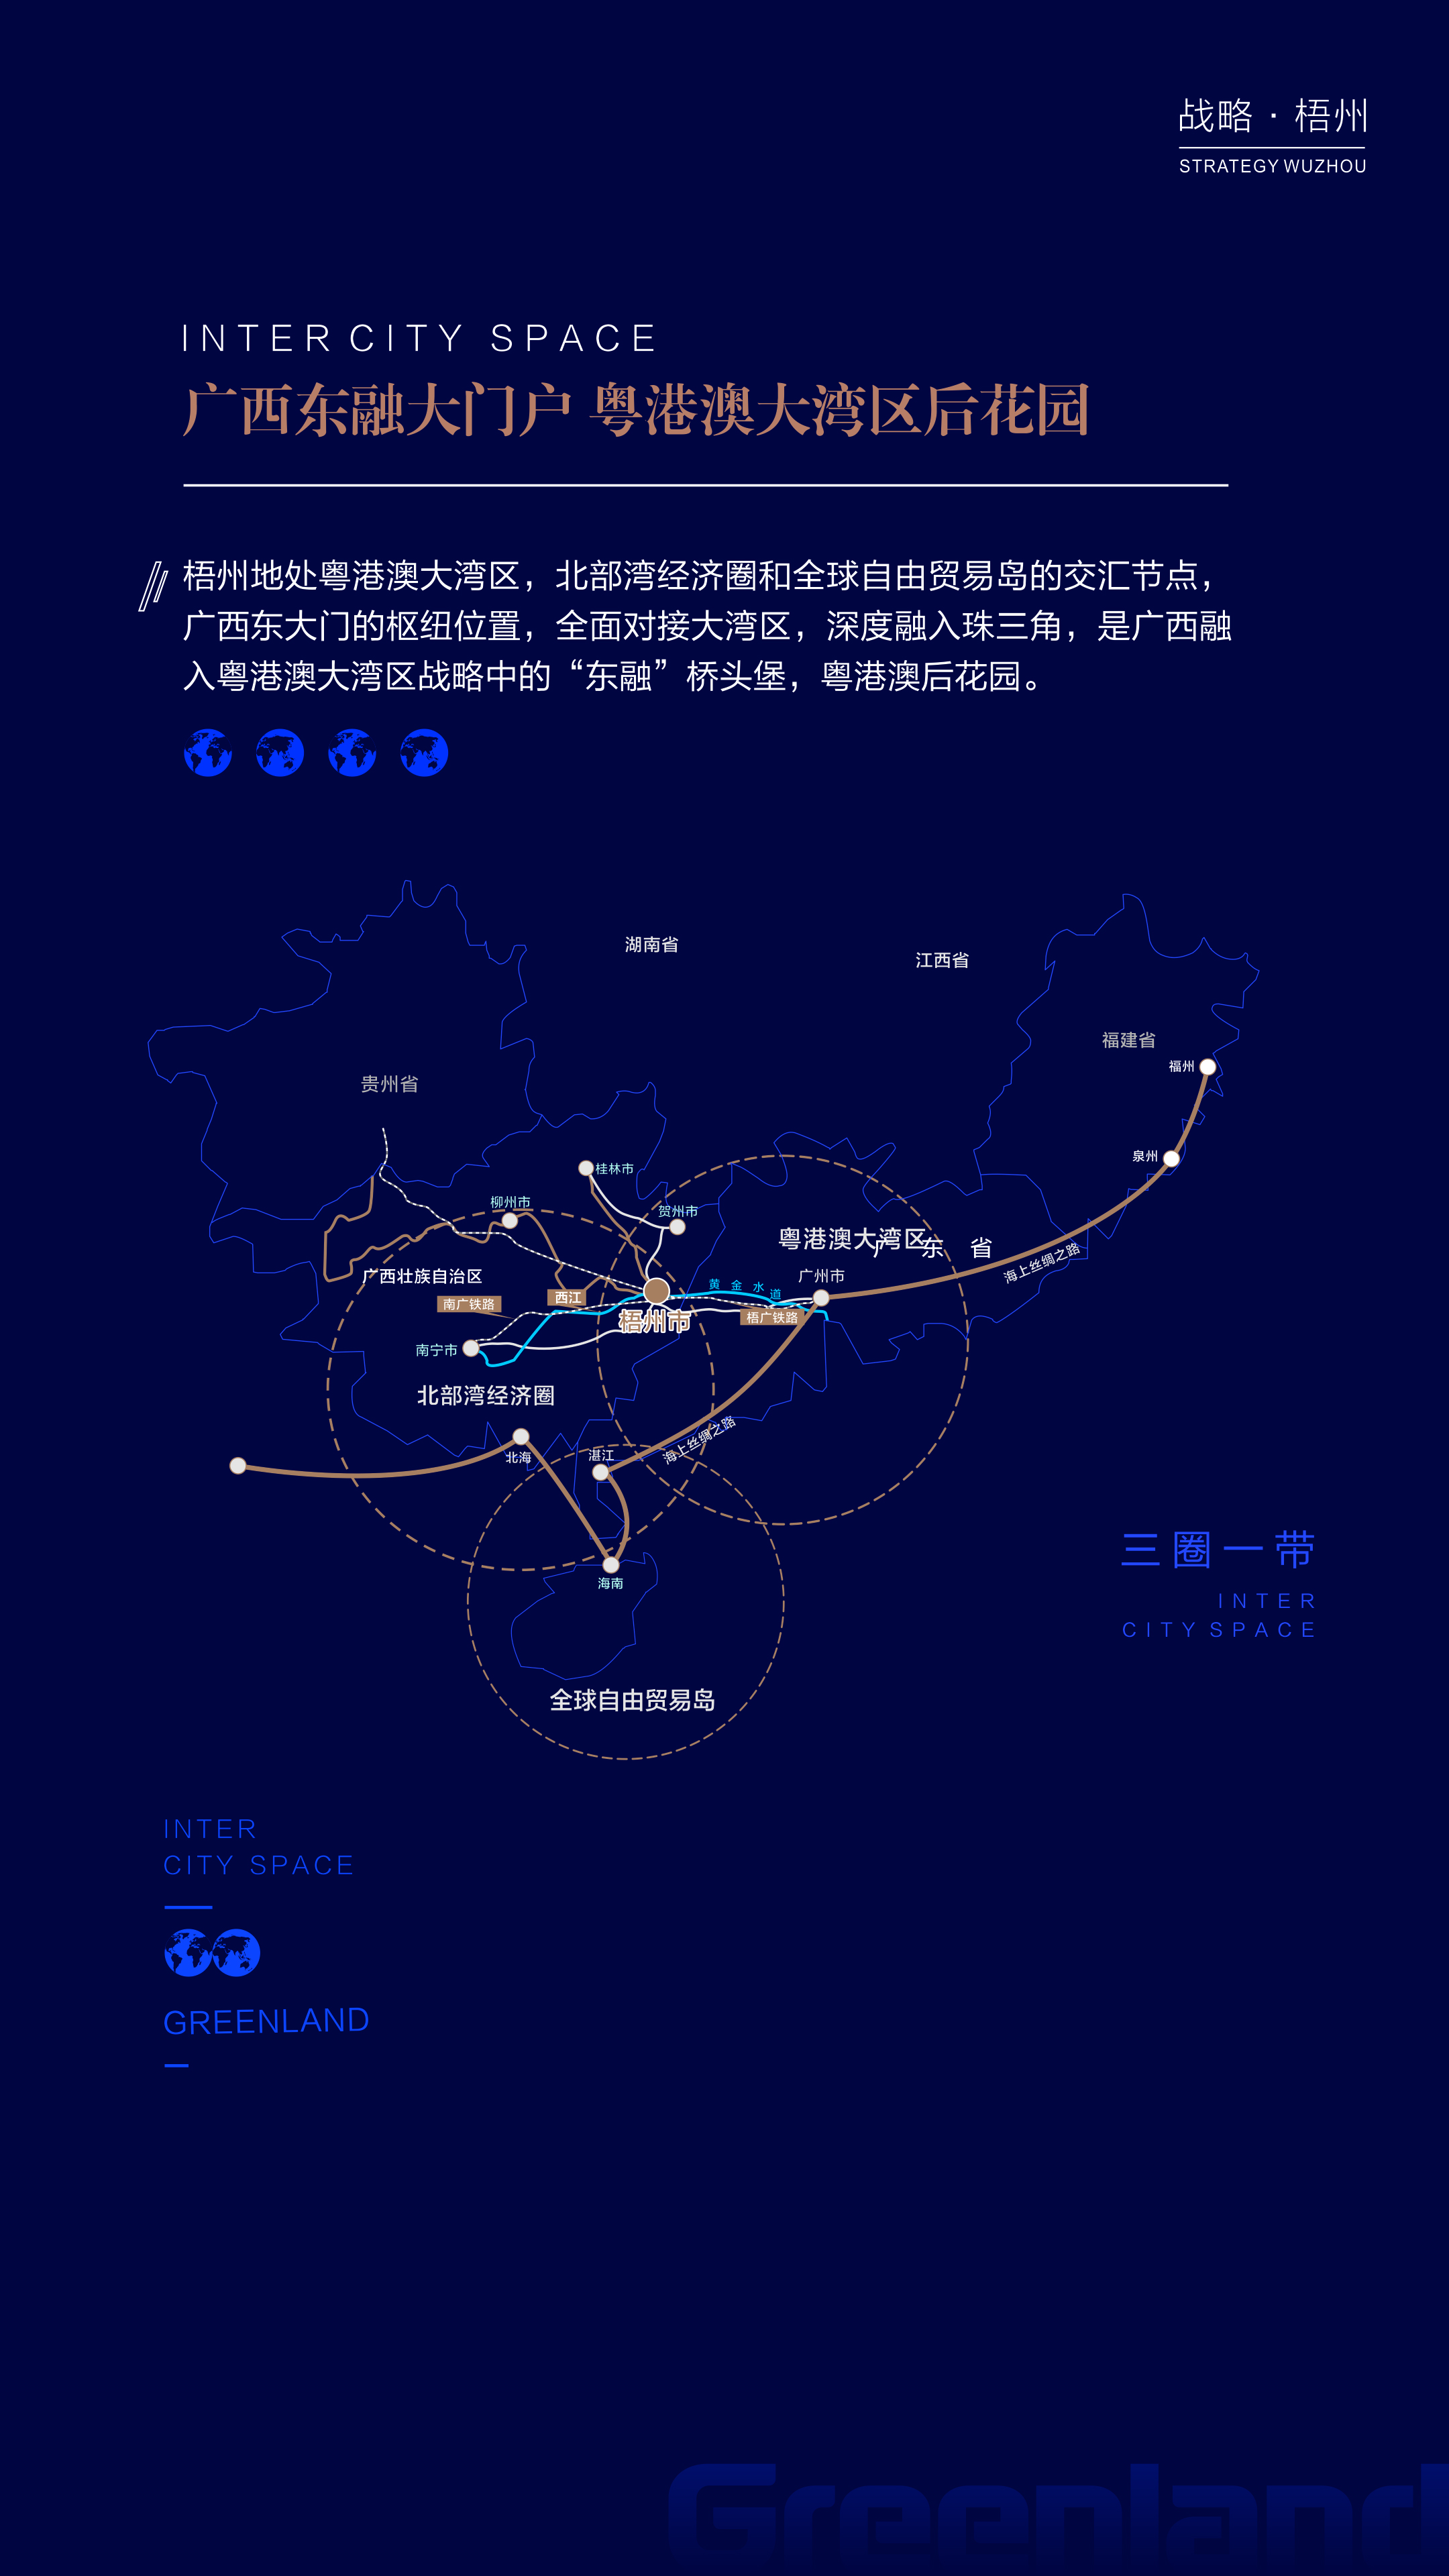 战略·梧州
STRATEGY WUZHOU
INTER CITY SPACE
广西东融大门户 粤港澳大湾区后花园
梧州地处粤港澳大湾区，北部湾经济圈和全球自由贸易岛的交汇节点，
广西东大门的枢纽位置，全面对接大湾区，深度融入珠三角，是广西融
入粤港澳大湾区战略中的“东融”桥头堡，粤港澳后花园。
湖南省
江西省
福建省
福州
贵州省
泉州
桂林市
柳州市
贺州市
粤港澳大湾区
广东省
海上丝绸之路
广西壮族自治区
广州市
黄金水道
西江
南广铁路
梧广铁路
梧州市
南宁市
北部湾经济圈
海上丝绸之路
北海
湛江
海南
三圈一带
INTER
CITY SPACE
全球自由贸易岛
INTER
CITY SPACE
GREENLAND
Greenland